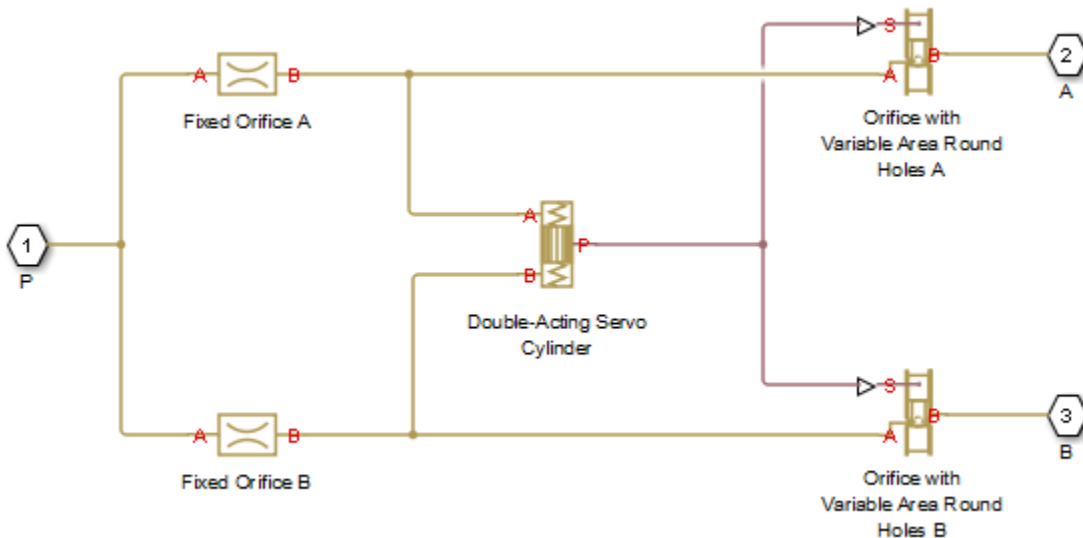 S
B
2
A
A
B
A
Fixed Orifice A
Orifice with
Variable Area Round
Holes A
A
1
P
P
B
Double-Acting Servo
Cylinder
S
B
3
A
B
A
B
Fixed Orifice B
Orifice with
Variable Area Round
Holes B